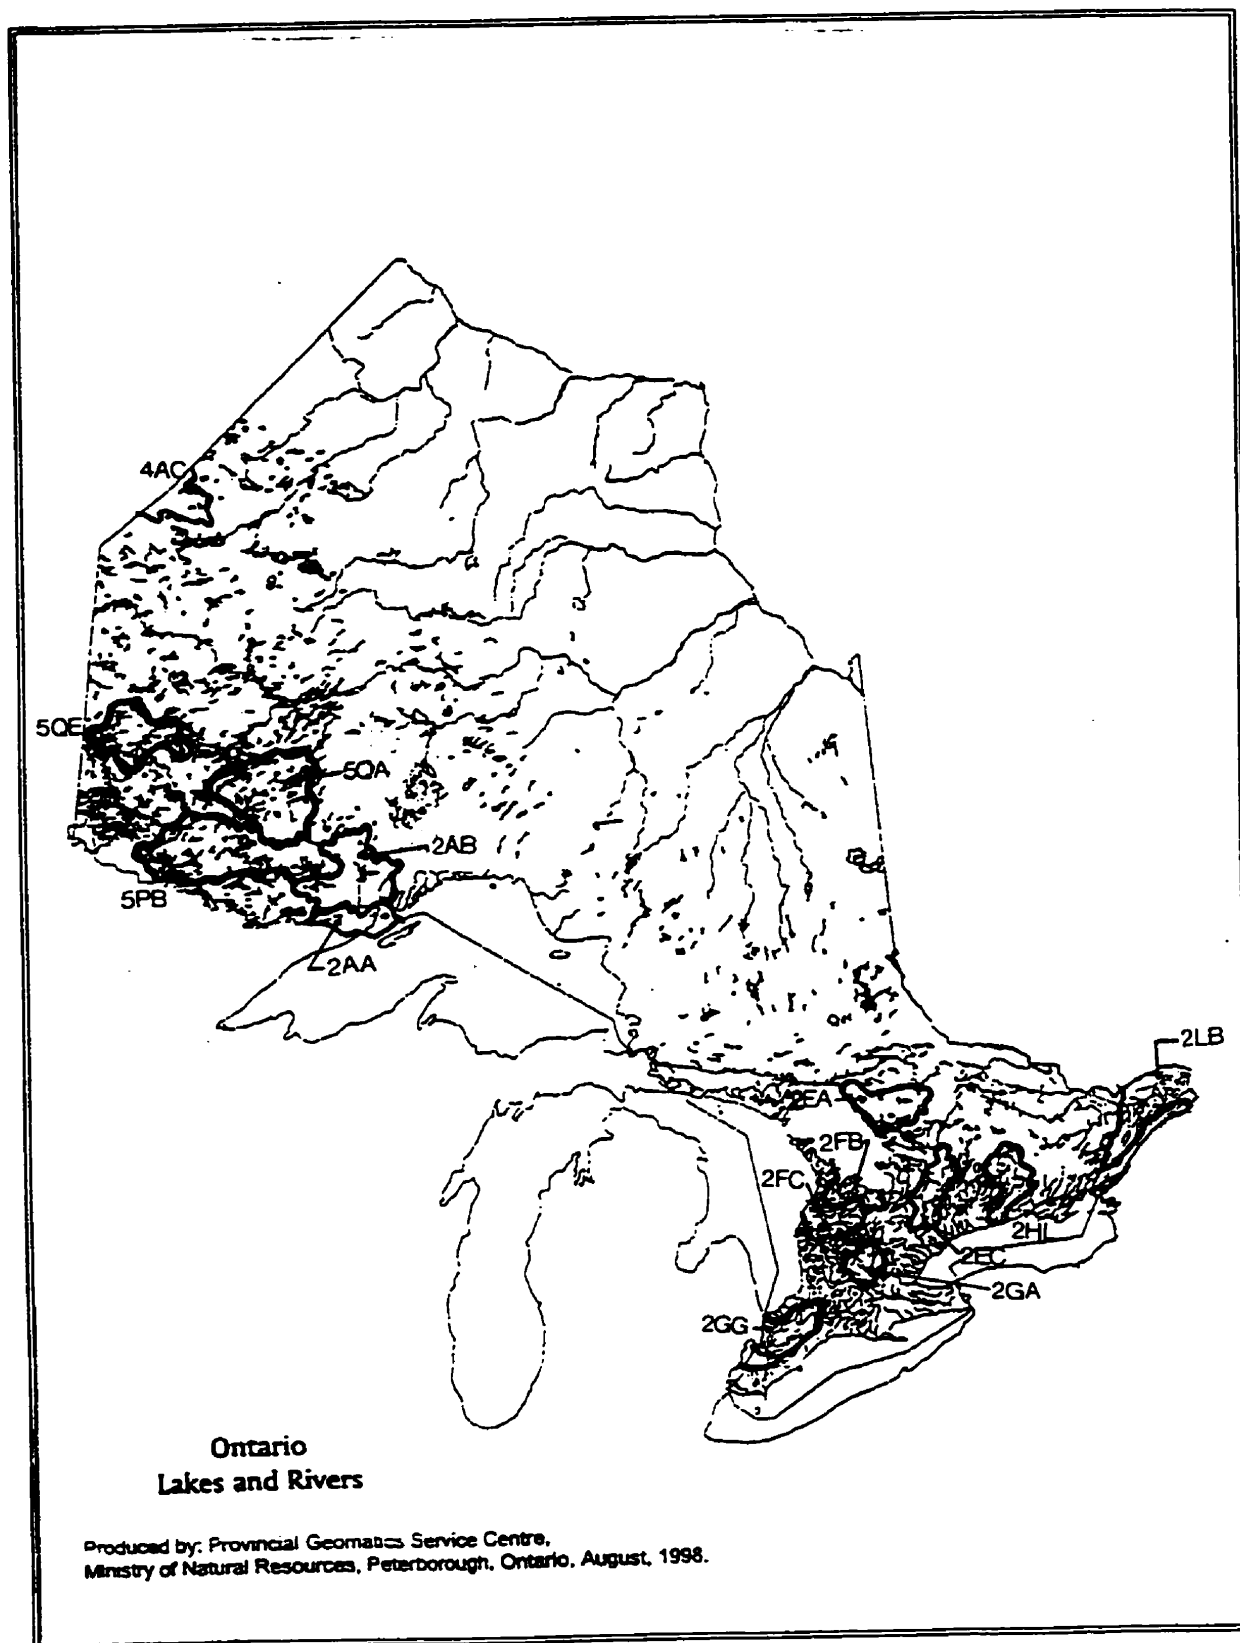 4AC
5QE
5QA
2AB
5PB
2AA
2LB
2EA
2FB
2FC
2HL
2EC
2GA
2GG
Ontario
Lakes and Rivers
Produced by: Provincial Geomatics Service Centre,
Ministry of Natural Resources, Peterborough, Ontario, August, 1998.